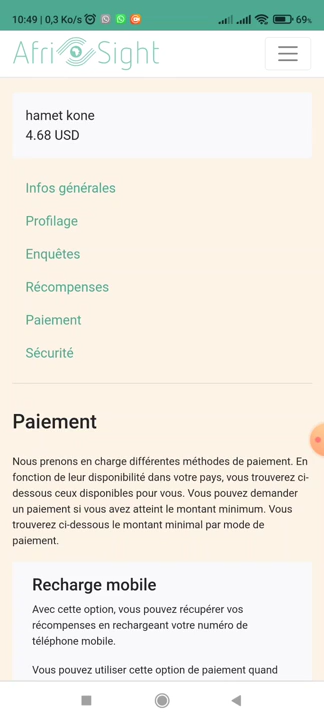 10:49 | 0,3 Ko/s
69%
Afri Sight
hamet kone
4.68 USD
Infos générales
Profilage
Enquêtes
Récompenses
Paiement
Sécurité
Paiement
Nous prenons en charge différentes méthodes de paiement. En
fonction de leur disponibilité dans votre pays, vous trouverez ci-
dessous ceux disponibles pour vous. Vous pouvez demander
un paiement si vous avez atteint le montant minimum. Vous
trouverez ci-dessous le montant minimal par mode de
paiement.
Recharge mobile
Avec cette option, vous pouvez récupérer vos
récompenses en rechargeant votre numéro de
téléphone mobile.
Vous pouvez utiliser cette option de paiement quand